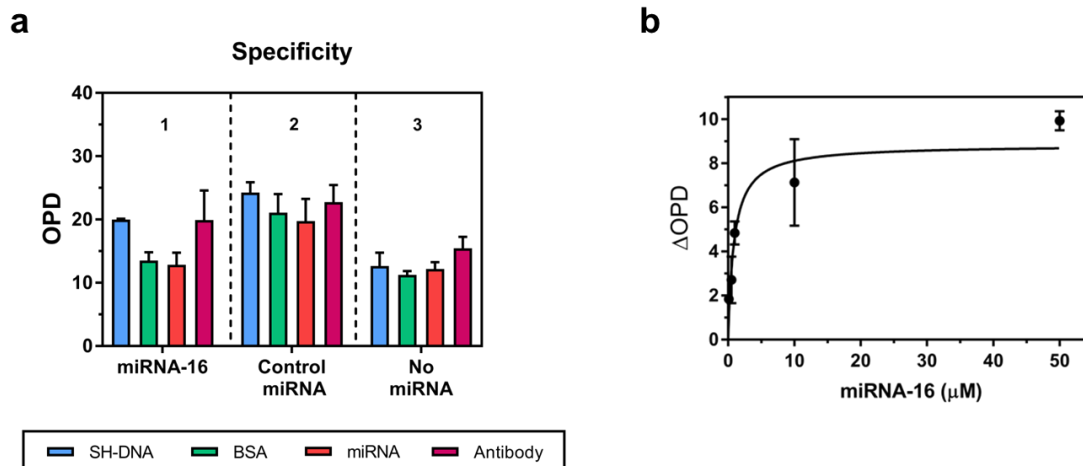 a
Specificity
OPD
40
30
20
10
0
1
2
3
miRNA-16
Control
miRNA
No
miRNA
SH-DNA
BSA
miRNA
Antibody
b
ΔOPD
10
8
6
4
2
0
0
10
20
30
40
50
miRNA-16 (μM)